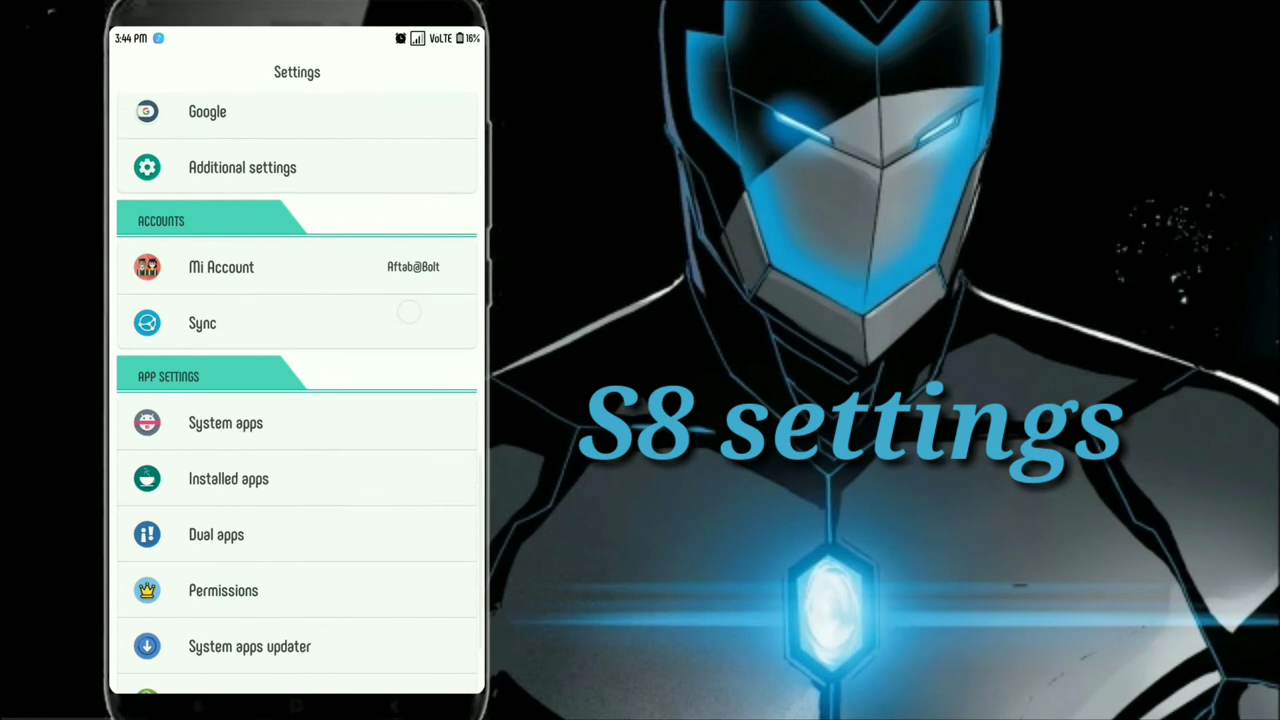 3:44 PM
VoLTE 16%
Settings
Google
Additional settings
ACCOUNTS
Mi Account
Aftab@Bolt
Sync
APP SETTINGS
System apps
Installed apps
Dual apps
Permissions
System apps updater
S8 settings